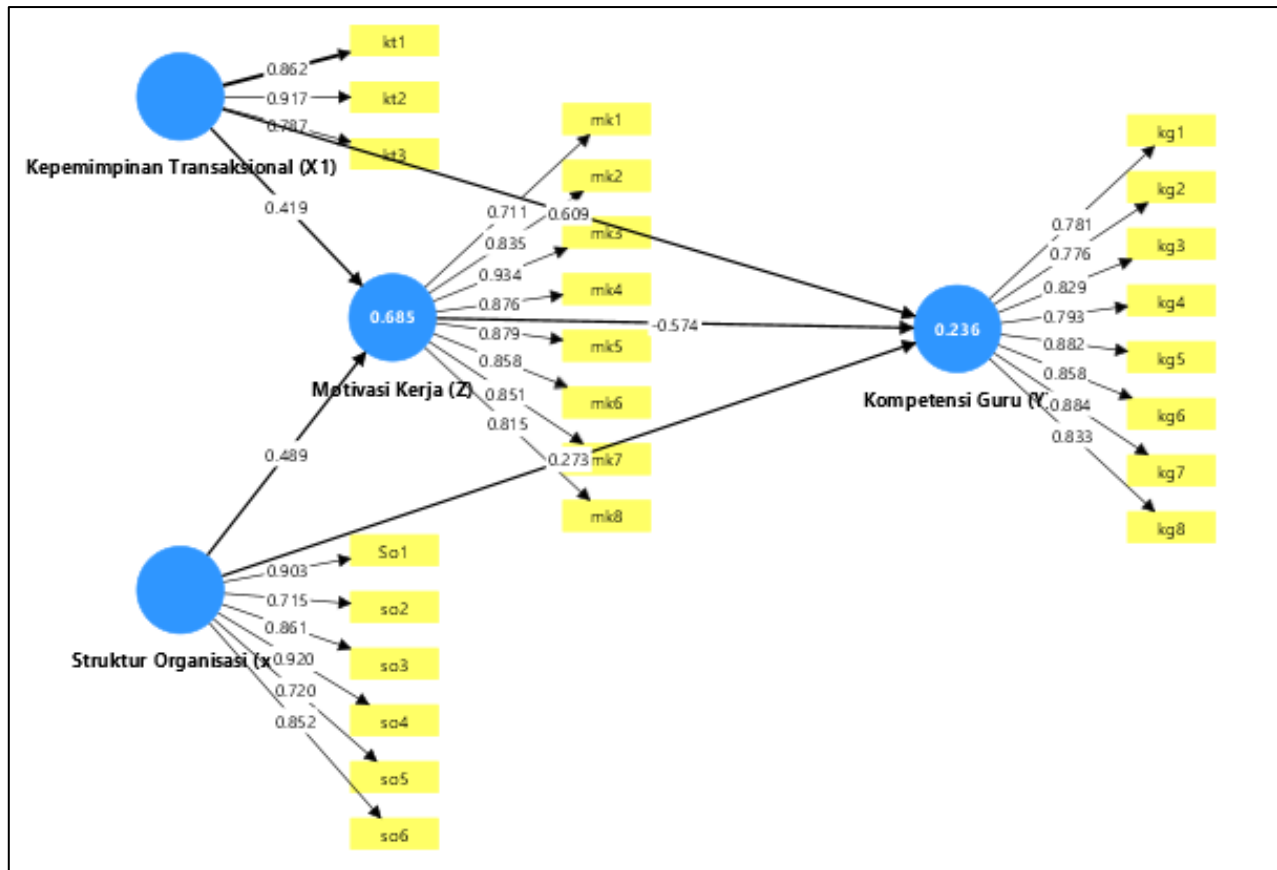 kt1
0.862
kt2
0.917
kt3
0.787
Kepemimpinan Transaksional (X1)
0.419
mk1
mk2
0.711
0.609
mk3
0.835
0.934
mk4
0.876
0.685
-0.574
mk5
0.879
0.858
mk6
Motivasi Kerja (Z)
0.851
0.815
mk7
0.273
mk8
0.489
kg1
kg2
0.781
kg3
0.776
0.829
kg4
0.793
0.236
kg5
0.882
0.858
kg6
Kompetensi Guru (Y
0.884
0.833
kg7
kg8
So1
0.903
so2
0.715
0.861
so3
Struktur Organisasi (x
0.920
0.720
so4
0.852
so5
so6